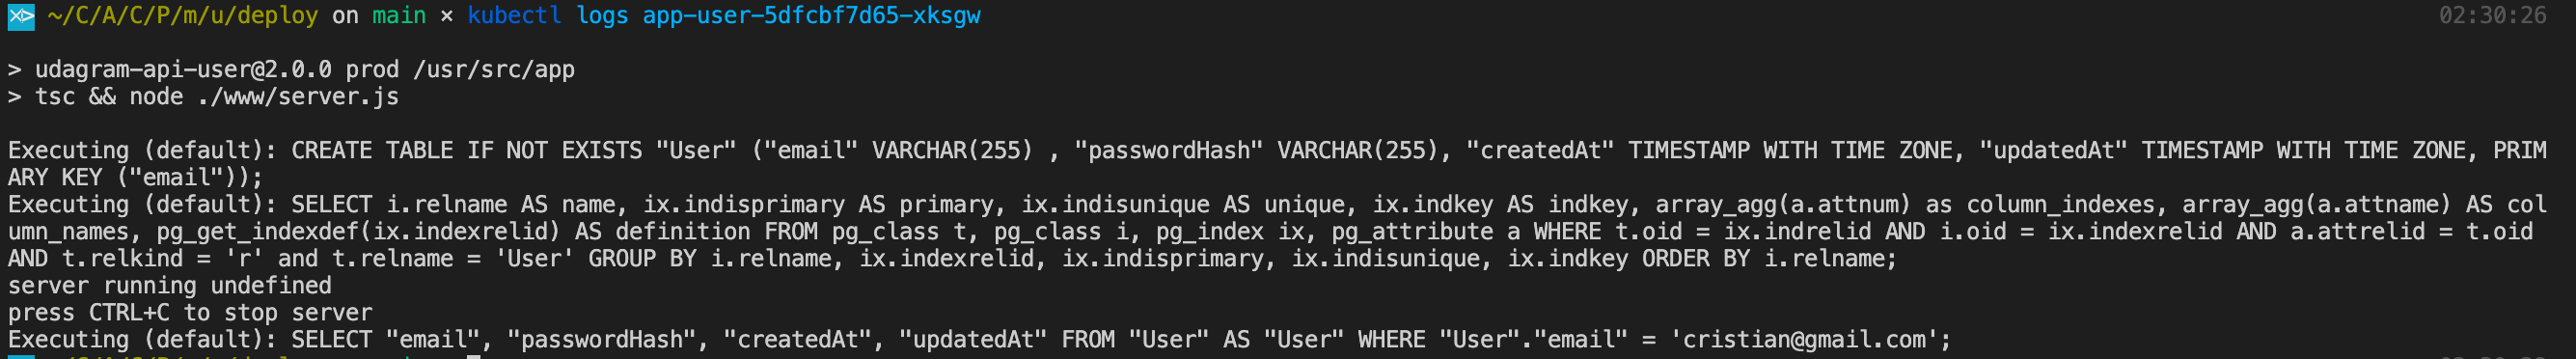 ~/C/A/C/P/m/u/deploy on main × kubectl logs app-user-5dfcbf7d65-xksgw 02:30:26
> udagram-api-user@2.0.0 prod /usr/src/app
> tsc && node ./www/server.js
Executing (default): CREATE TABLE IF NOT EXISTS "User" ("email" VARCHAR(255) , "passwordHash" VARCHAR(255), "createdAt" TIMESTAMP WITH TIME ZONE, "updatedAt" TIMESTAMP WITH TIME ZONE, PRIM
ARY KEY ("email"));
Executing (default): SELECT i.relname AS name, ix.indisprimary AS primary, ix.indisunique AS unique, ix.indkey AS indkey, array_agg(a.attnum) as column_indexes, array_agg(a.attname) AS col
umn_names, pg_get_indexdef(ix.indexrelid) AS definition FROM pg_class t, pg_class i, pg_index ix, pg_attribute a WHERE t.oid = ix.indrelid AND i.oid = ix.indexrelid AND a.attrelid = t.oid
AND t.relkind = 'r' and t.relname = 'User' GROUP BY i.relname, ix.indexrelid, ix.indisprimary, ix.indisunique, ix.indkey ORDER BY i.relname;
server running undefined
press CTRL+C to stop server
Executing (default): SELECT "email", "passwordHash", "createdAt", "updatedAt" FROM "User" AS "User" WHERE "User"."email" = 'cristian@gmail.com';